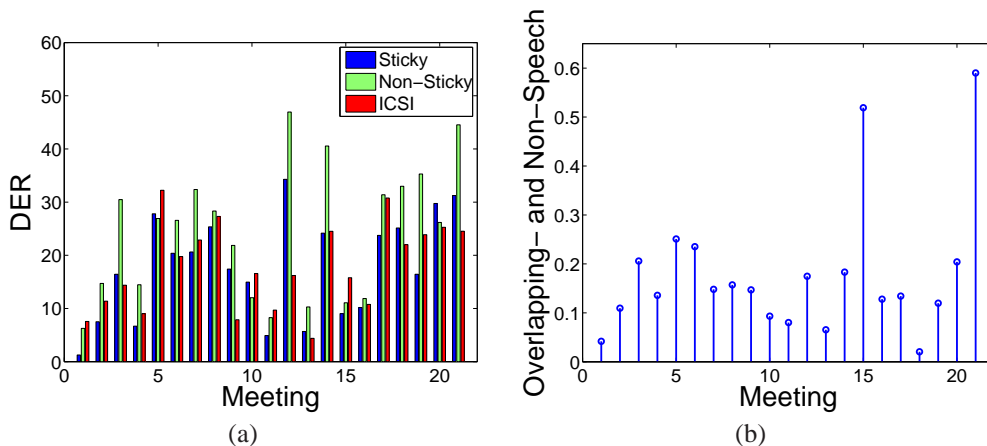 60
50
40
30
20
10
0
DER
Sticky
Non-Sticky
ICSI
0 5 10 15 20
Meeting
(a)
0.6
0.5
0.4
0.3
0.2
0.1
0
Overlapping- and Non-Speech
0 5 10 15 20
Meeting
(b)